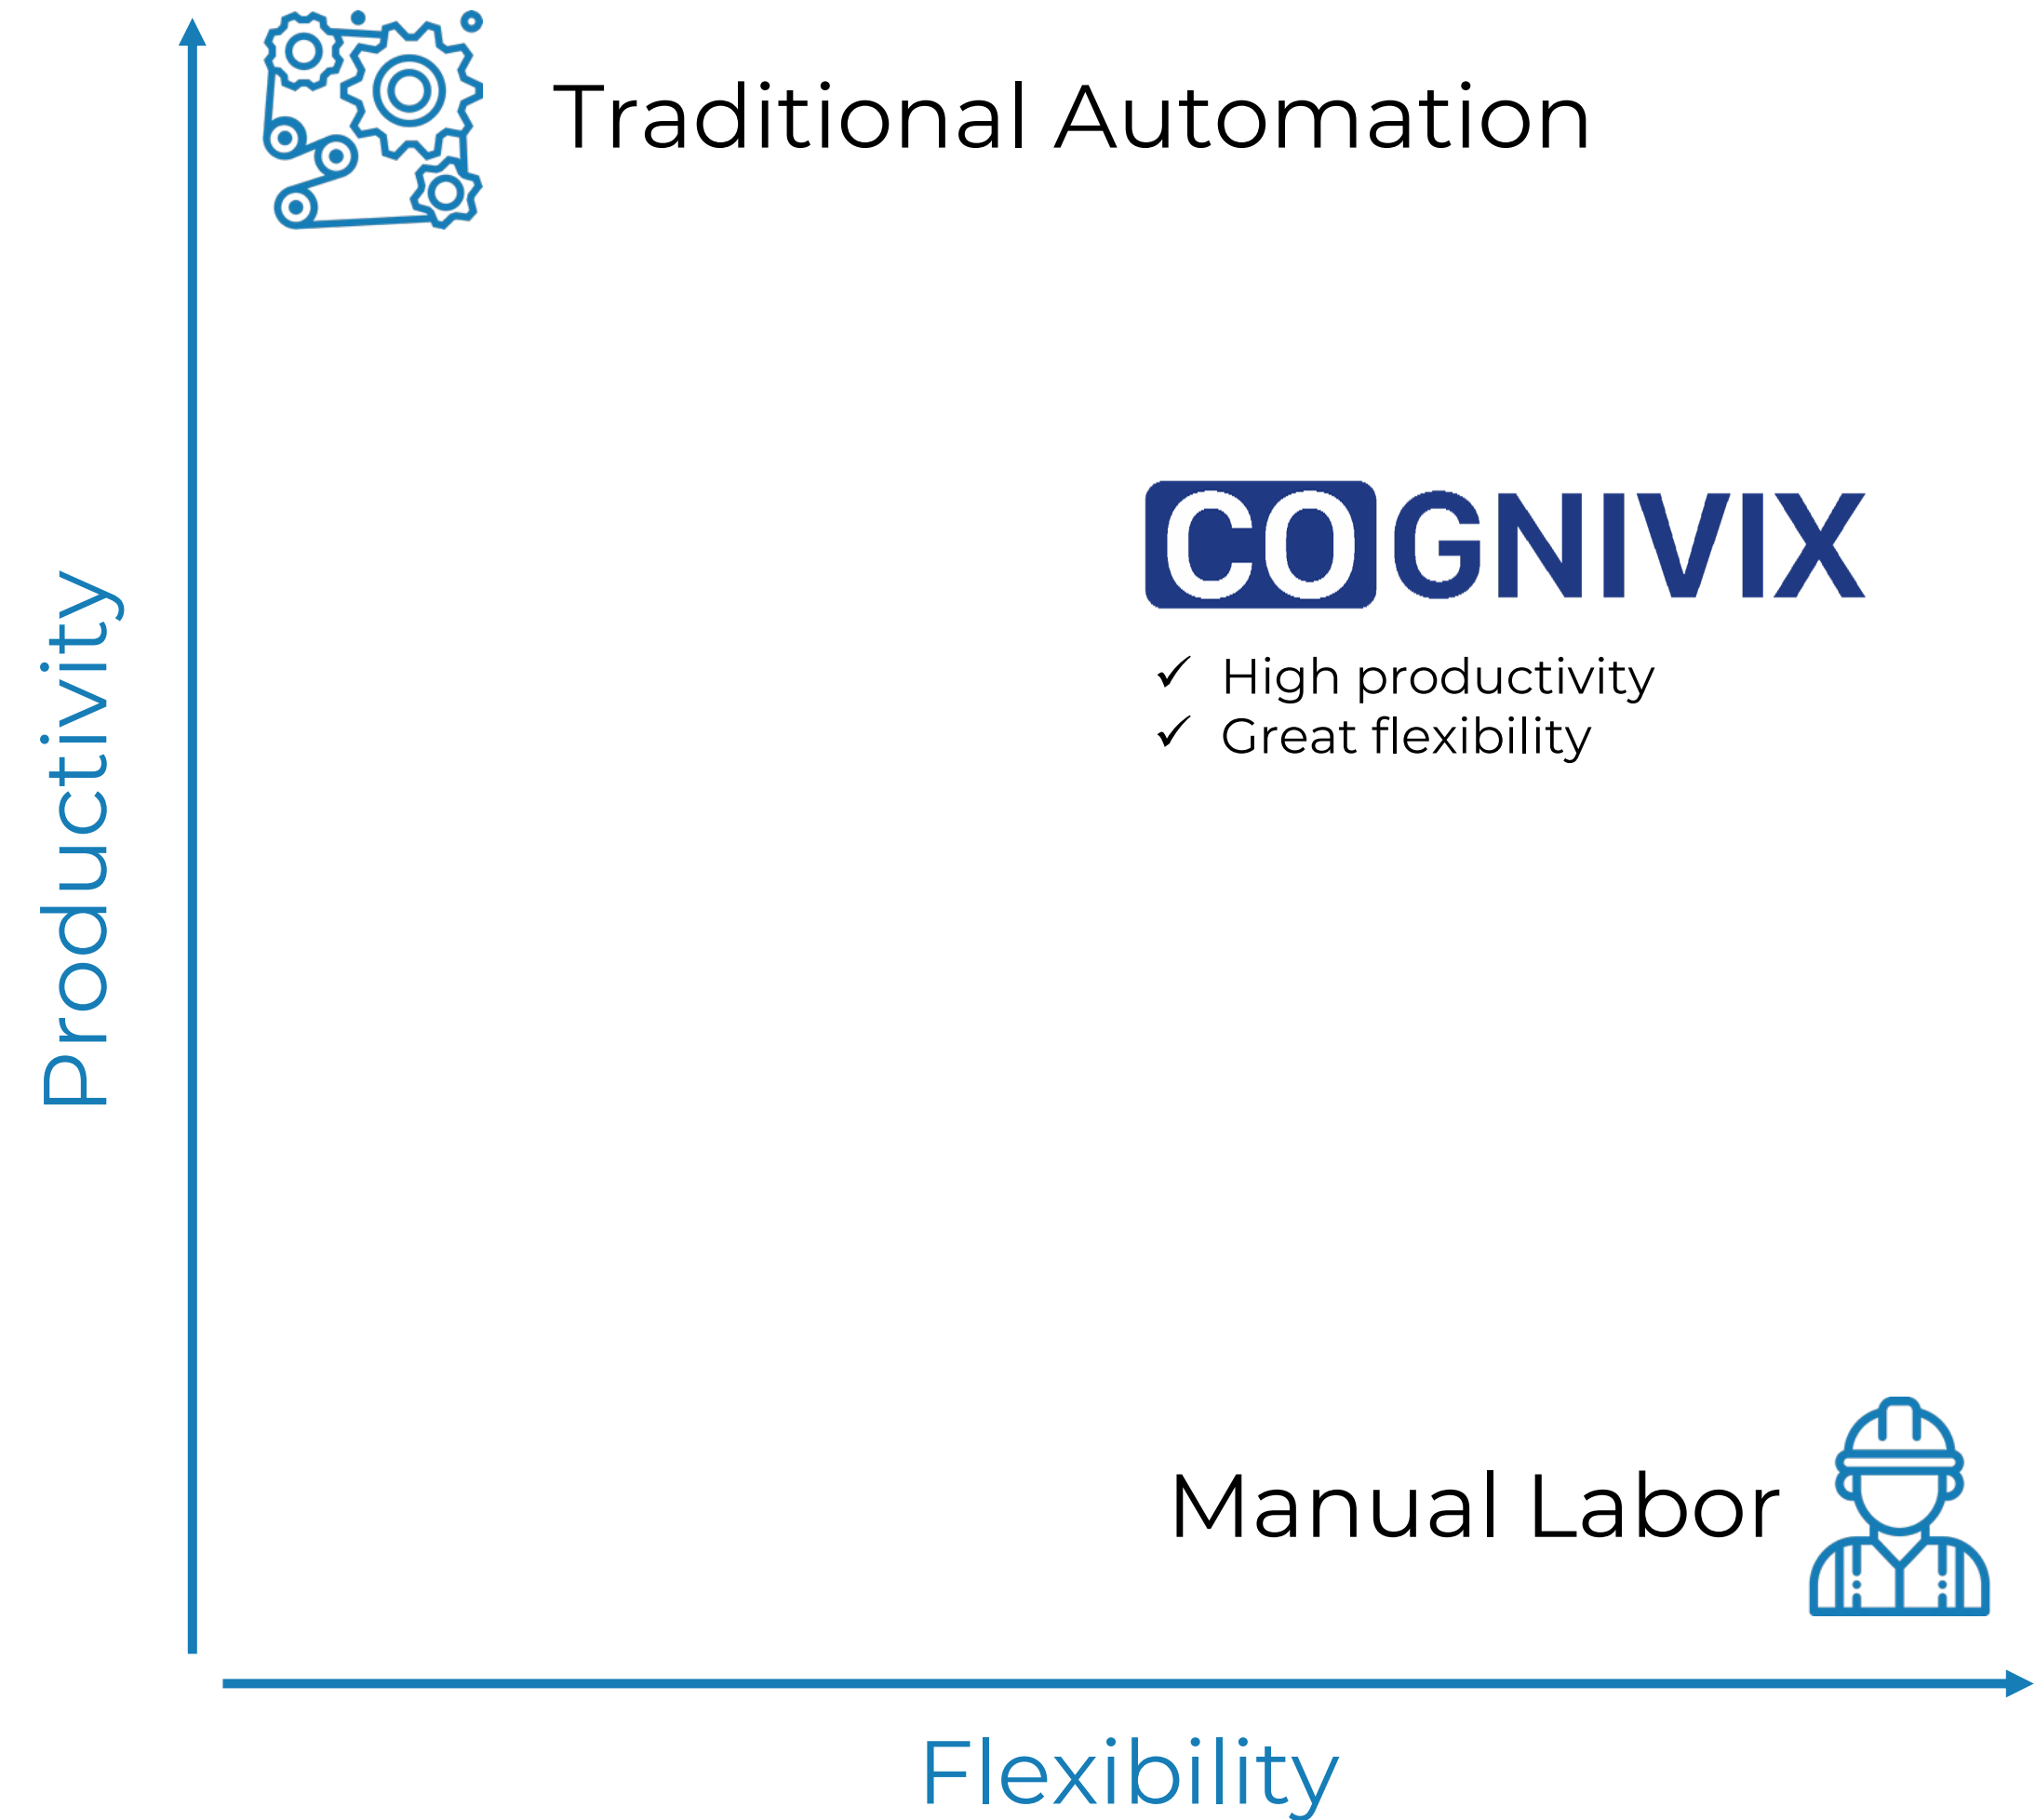 Traditional Automation
COGNIVIX
✓ High productivity
✓ Great flexibility
Productivity
Manual Labor
Flexibility